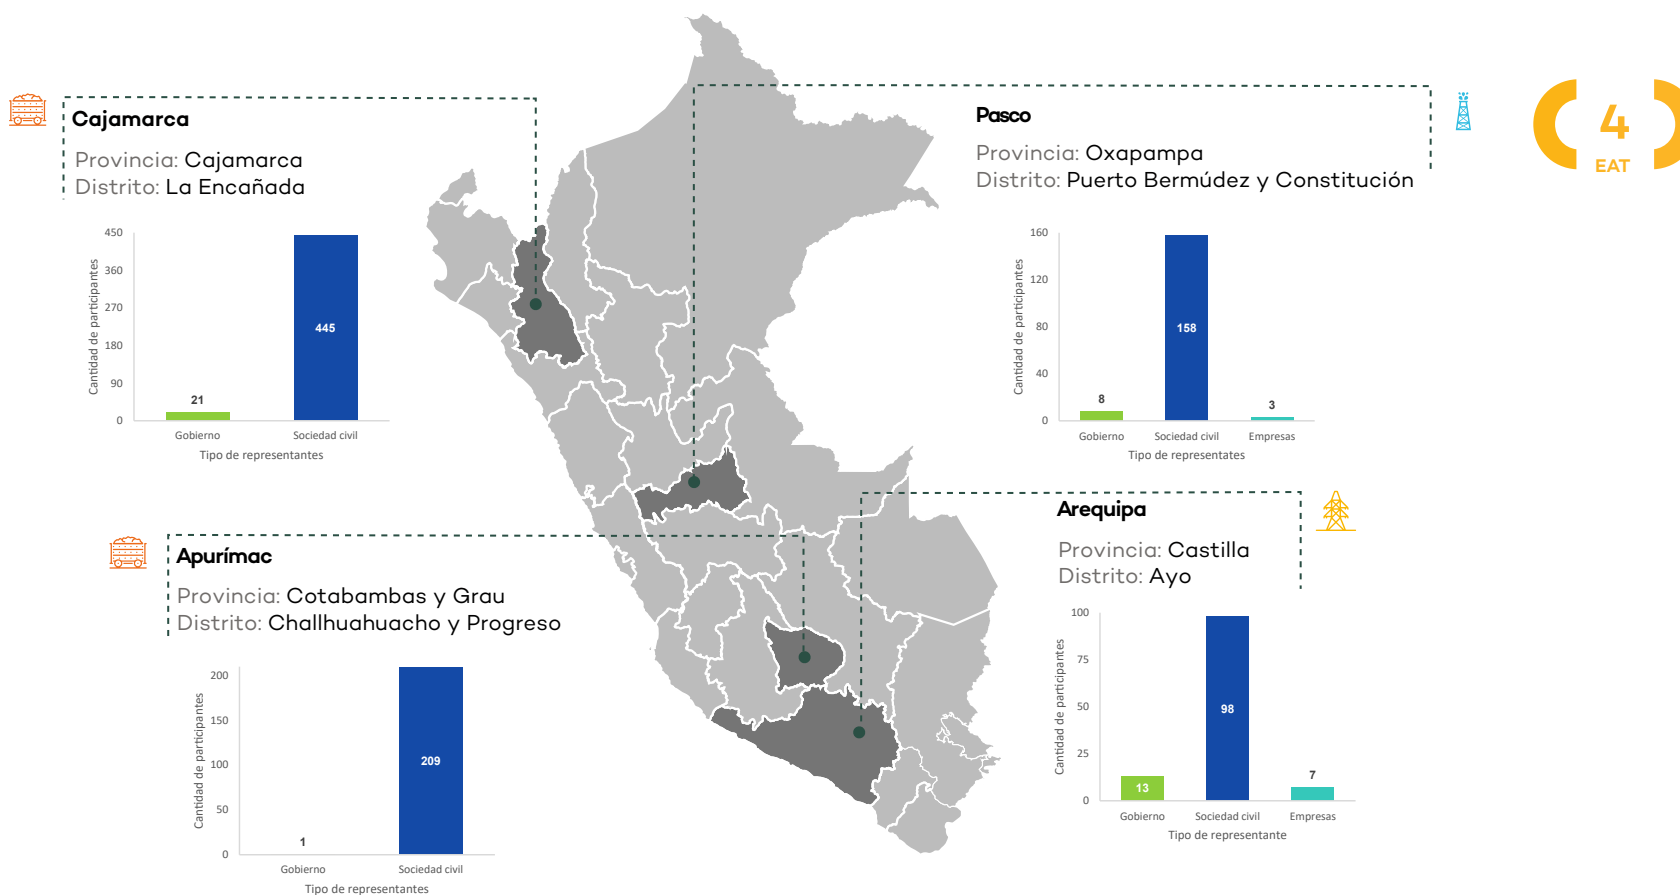 Cajamarca
Provincia: Cajamarca
Distrito: La Encañada
450
360
270
180
90
0
Cantidad de participantes
21
445
Gobierno
Sociedad civil
Tipo de representantes
Pasco
Provincia: Oxapampa
Distrito: Puerto Bermúdez y Constitución
160
120
80
40
0
Cantidad de participantes
8
158
3
Gobierno
Sociedad civil
Empresas
Tipo de representates
4
EAT
Apurímac
Provincia: Cotabambas y Grau
Distrito: Challhuahuacho y Progreso
200
150
100
50
0
Cantidad de participantes
1
209
Gobierno
Sociedad civil
Tipo de representantes
Arequipa
Provincia: Castilla
Distrito: Ayo
100
75
50
25
0
Cantidad de participantes
13
98
7
Gobierno
Sociedad civil
Empresas
Tipo de representante